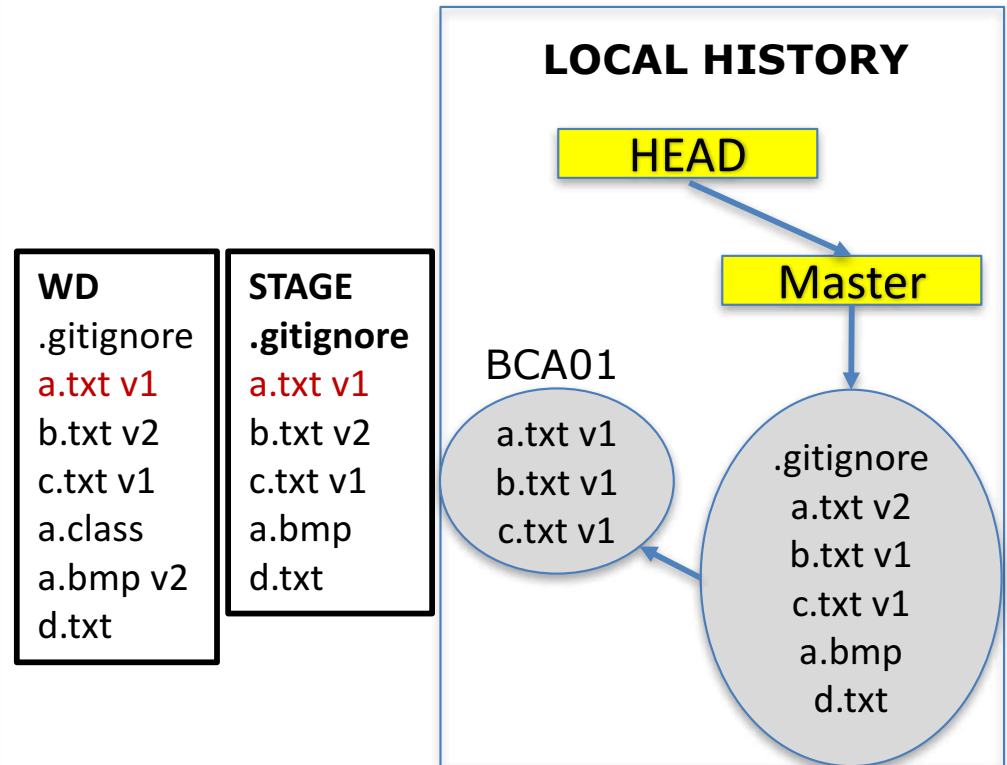 LOCAL HISTORY
HEAD
Master
WD
.gitignore
a.txt v1
b.txt v2
c.txt v1
a.class
a.bmp v2
d.txt
STAGE
.gitignore
a.txt v1
b.txt v2
c.txt v1
a.bmp
d.txt
BCA01
a.txt v1
b.txt v1
c.txt v1
.gitignore
a.txt v2
b.txt v1
c.txt v1
a.bmp
d.txt